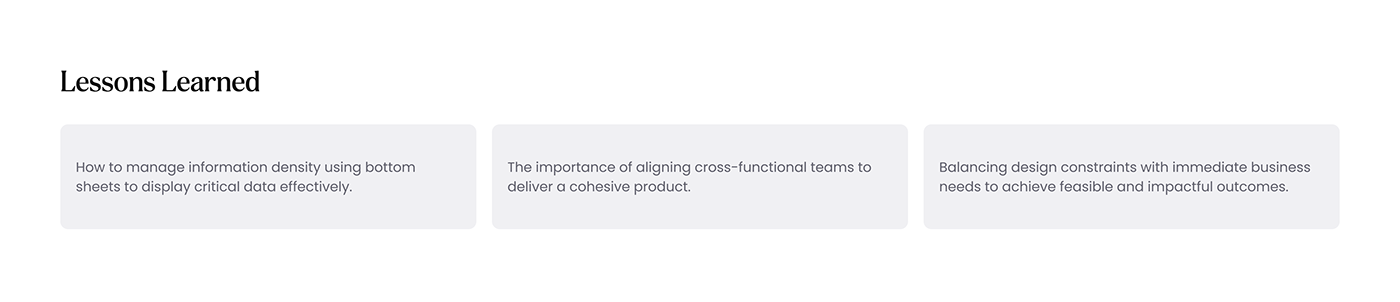 Lessons Learned
How to manage information density using bottom
sheets to display critical data effectively.
The importance of aligning cross-functional teams to
deliver a cohesive product.
Balancing design constraints with immediate business
needs to achieve feasible and impactful outcomes.